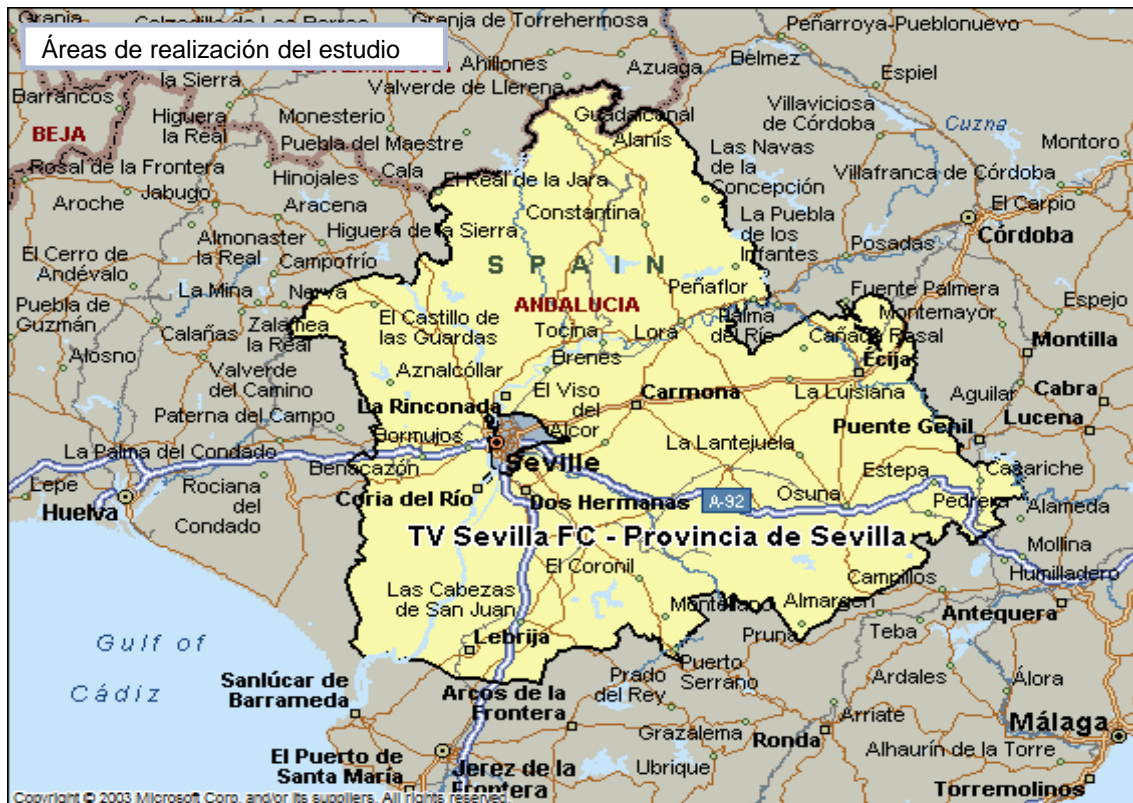 Áreas de realización del estudio
Granja de Torrehermosa
Peñarroya-Pueblonuevo
Ahillones
Azuaga
Bélmez
Espiel
Barrancos
la Sierra
Valverde de Llerena
BEJA
Higuera
la Real
Monesterio
Guadalcanal
Villaviciosa
de Córdoba
Cuzna
Montoro
Puebla del Maestre
Alanís
Las Navas
de la
Concepción
Rosal de la Frontera
Hinojales
Cala
El Real de la Jara
Villafranca de Córdoba
Jabugo
Aroche
Aracena
Constantina
La Puebla
de los
Infantes
El Carpio
Córdoba
Almonaster
la Real
Higuera de la Sierra
Posadas
El Cerro de
Andévalo
Campofrío
SPAIN
La Mina
Nerva
Peñaflor
Fuente Palmera
Espejo
Puebla de
Guzmán
ANDALUCIA
El Castillo de
las Guardas
Tocina
Lora
Palma
del Río
Montemayor
Calañas
Zalamea
la Real
Cañada Rasal
Montilla
Alosno
Brenes
Écija
Valverde
del Camino
Aznalcóllar
El Viso
del
Alcor
Carmona
La Luisiana
Aguilar
Cabra
Paterna del Campo
La Rinconada
Puente Genil
Lucena
La Palma del Condado
Bormujos
La Lantejuela
Seville
Benacazón
Estepa
Casariche
Lepe
Rociana
del
Condado
Coria del Río
Dos Hermanas
A-92
Osuna
Pedrera
Alameda
Huelva
TV Sevilla FC - Provincia de Sevilla
Mollina
El Coronil
Campillos
Humilladero
Las Cabezas
de San Juan
Montellano
Almargen
Antequera
Gulf of
Cádiz
Lebrija
Pruna
Teba
Sanlúcar de
Barrameda
Arcos de la
Frontera
Prado
del Rey
Puerto
Serrano
Ardales
Álora
Arriate
Málaga
Grazalema
Ronda
El Puerto de
Santa María
Jerez de la
Frontera
Ubrique
Alhaurín de la Torre
Torremolinos
Copyright © 2003 Microsoft Corp. and/or its suppliers. All rights reserved.